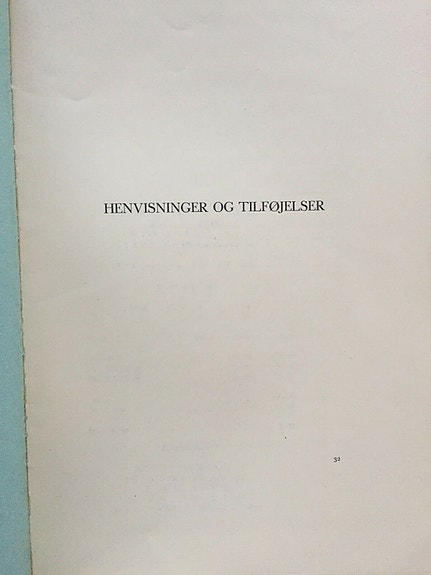 HENVISNINGER OG TILFØJELSER
32